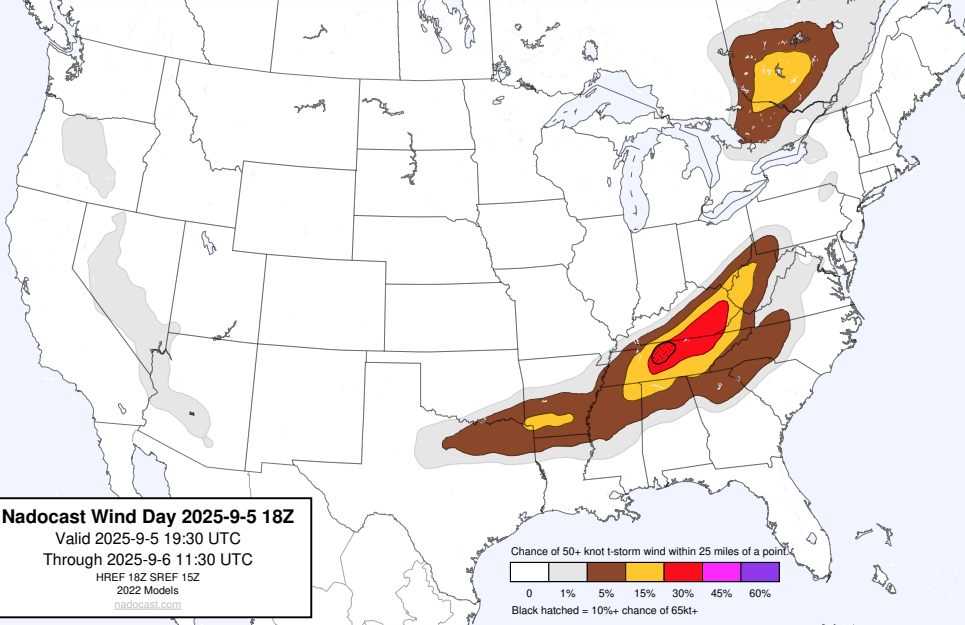 Nadocast Wind Day 2025-9-5 18Z
Valid 2025-9-5 19:30 UTC
Through 2025-9-6 11:30 UTC
HREF 18Z SREF 15Z
2022 Models
nadocast.com
Chance of 50+ knot t-storm wind within 25 miles of a point.
0 1% 5% 15% 30% 45% 60%
Black hatched = 10%+ chance of 65kt+